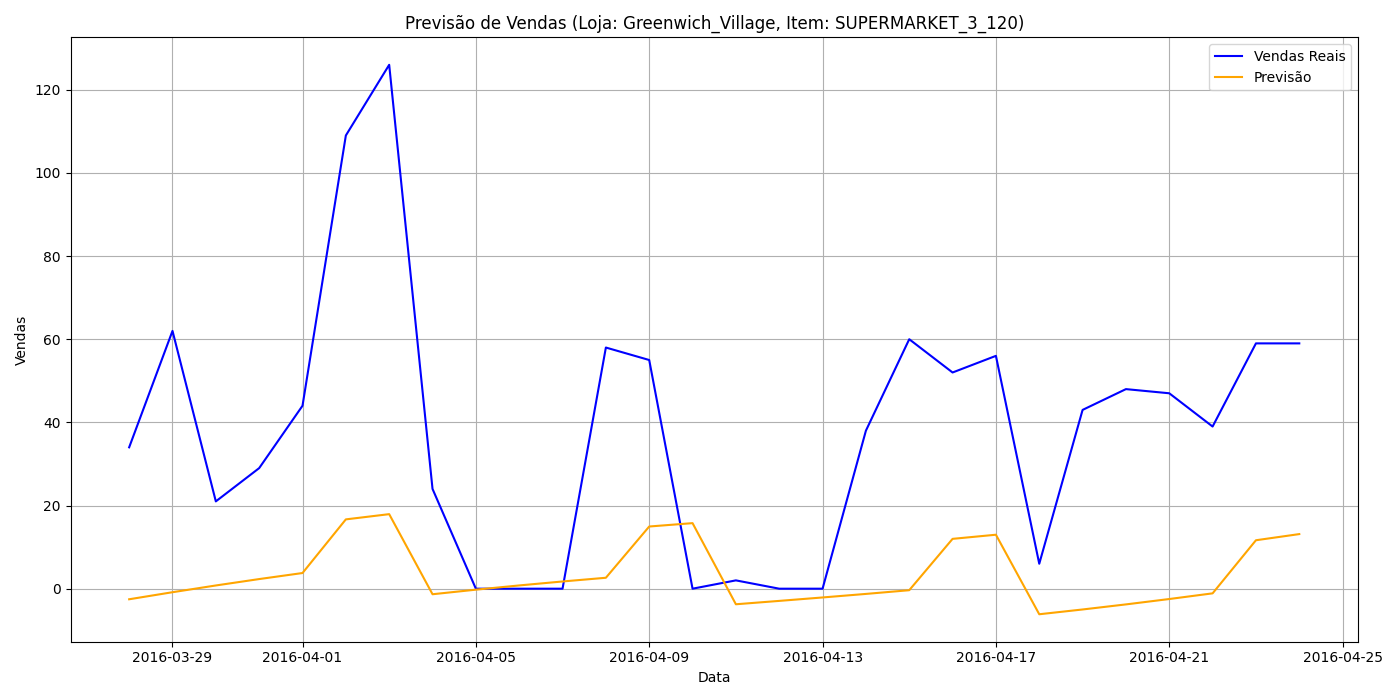 Previsão de Vendas (Loja: Greenwich_Village, Item: SUPERMARKET_3_120)
Vendas Reais
Previsão
120
100
80
60
40
20
0
Vendas
2016-03-29 2016-04-01 2016-04-05 2016-04-09 2016-04-13 2016-04-17 2016-04-21 2016-04-25
Data